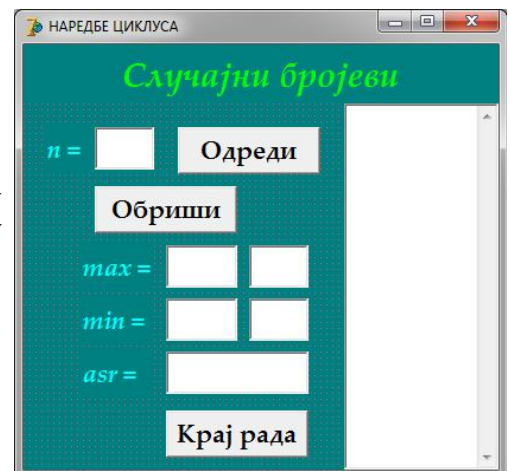 НАРЕДБЕ ЦИКЛУСА
Случајни бројеви
n =
Одреди
Обриши
max =
min =
asr =
Крај рада